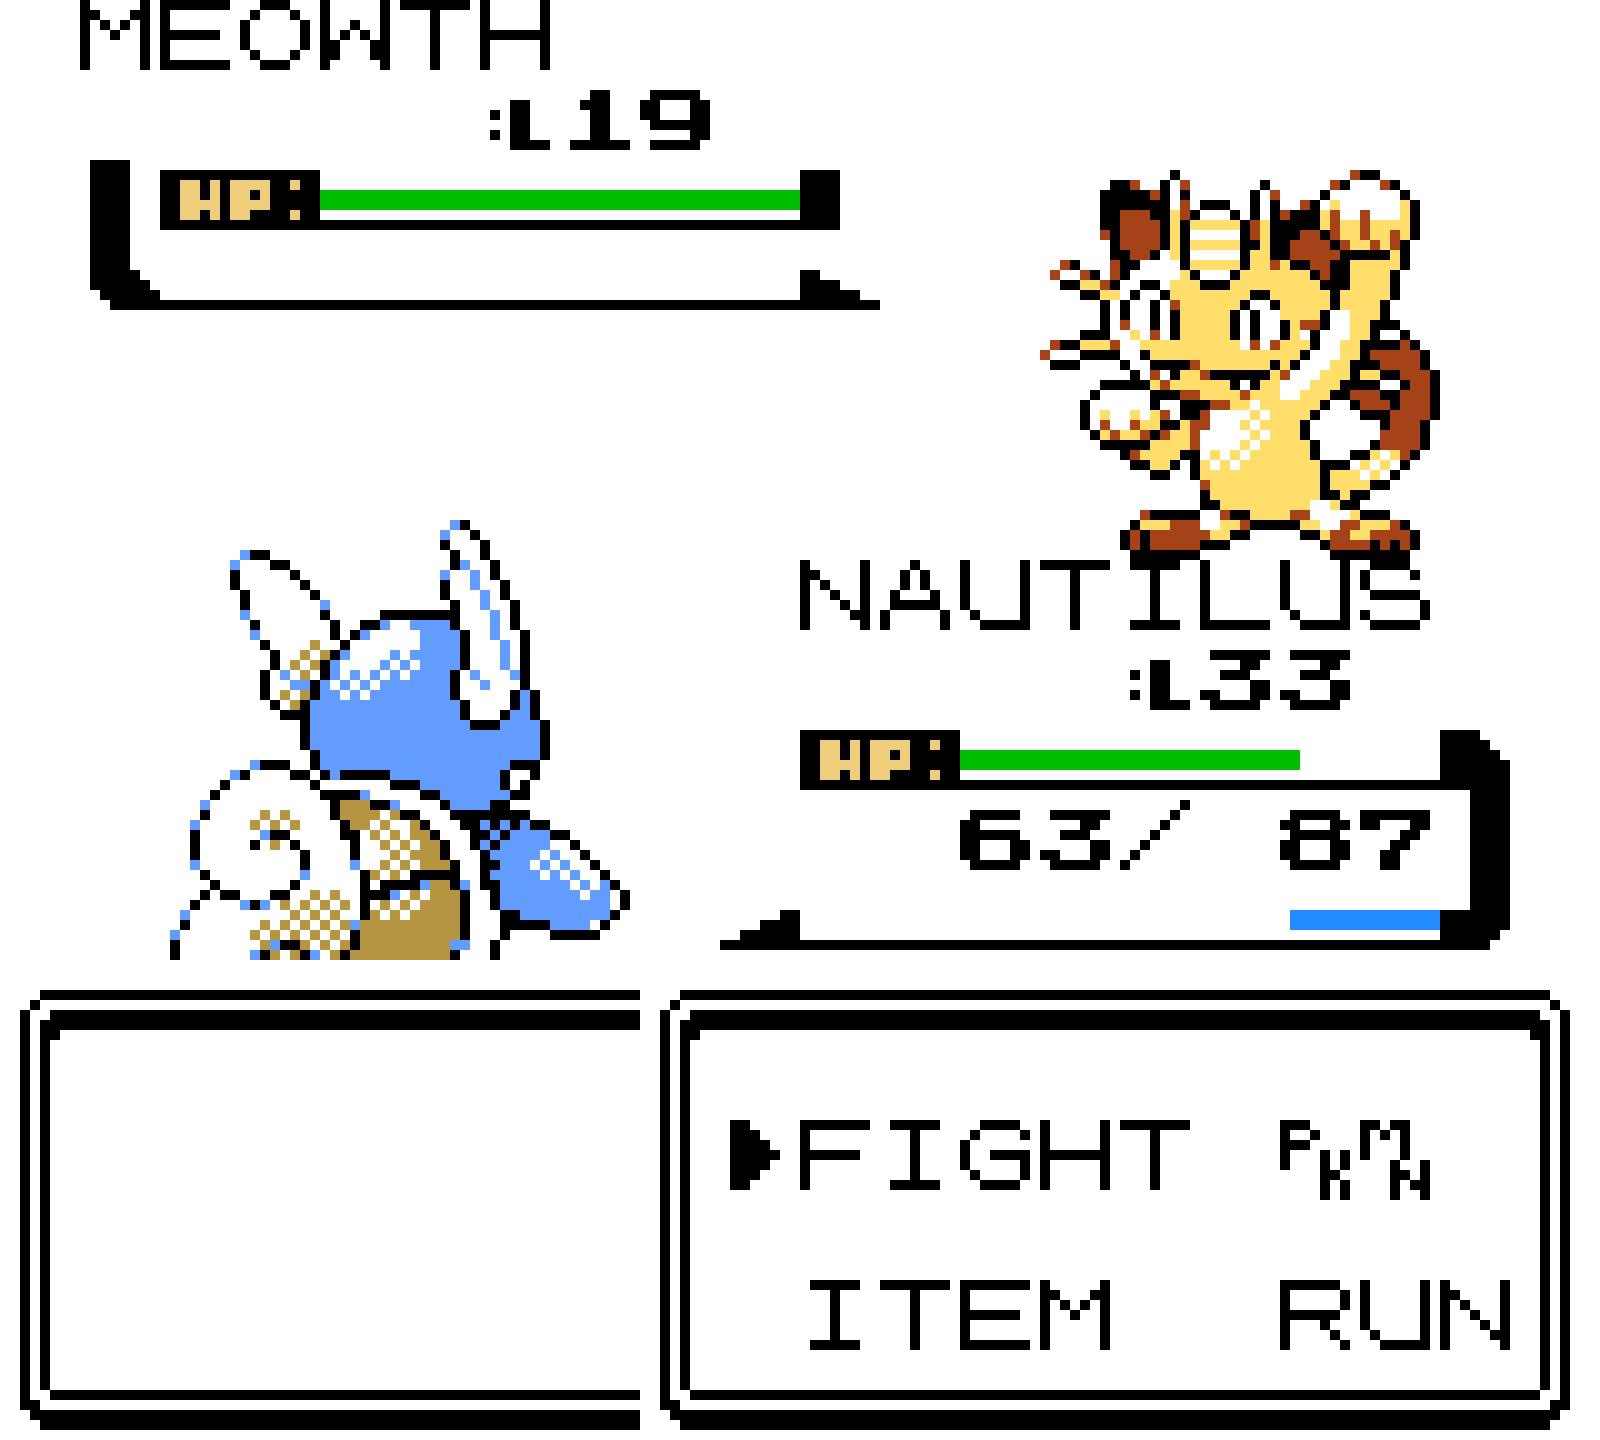 MEOWTH
:L19
HP:
NAUTILUS
:L33
HP:
63/ 87
▶FIGHT PKMN
ITEM RUN